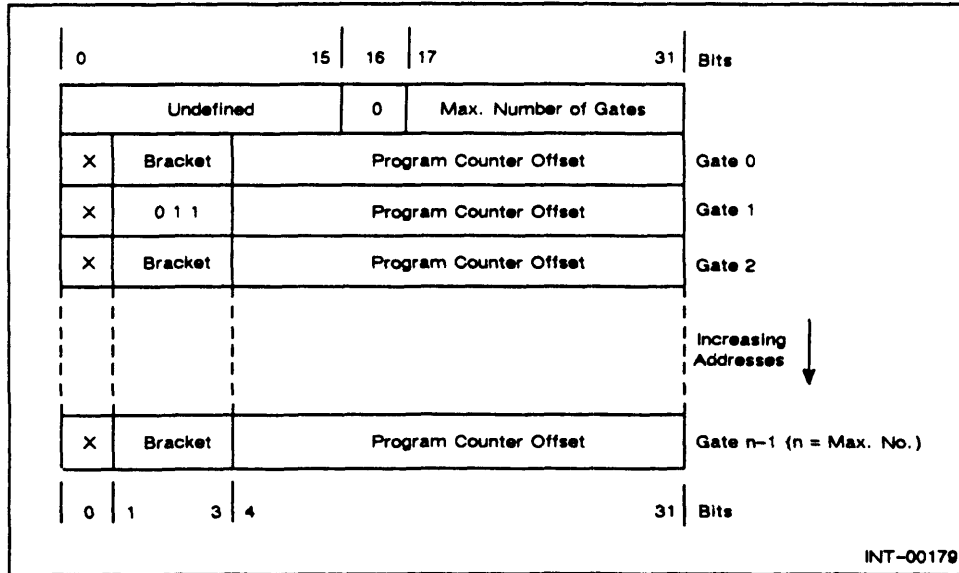 0 15 16 17 31 Bits
Undefined 0 Max. Number of Gates
X Bracket Program Counter Offset Gate 0
X 0 1 1 Program Counter Offset Gate 1
X Bracket Program Counter Offset Gate 2
Increasing
Addresses
X Bracket Program Counter Offset Gate n-1 (n = Max. No.)
0 1 3 4 31 Bits
INT-00179